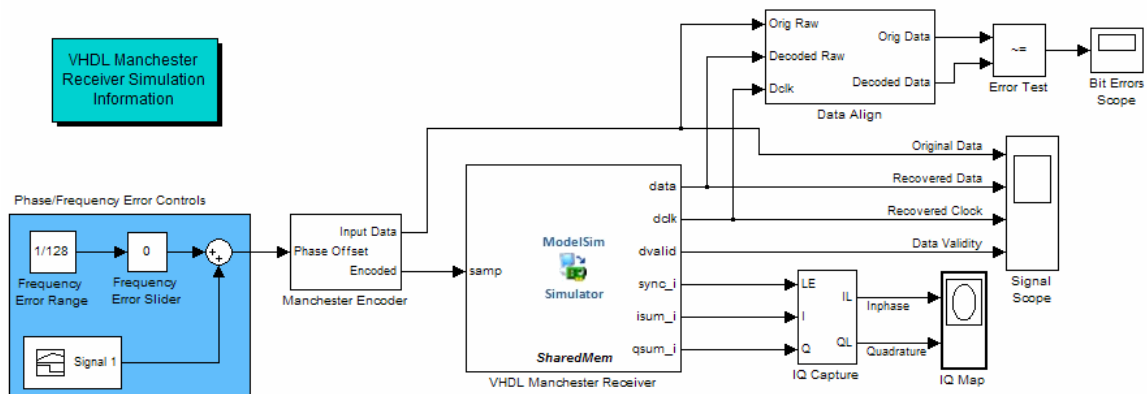 VHDL Manchester
Receiver Simulation
Information
Orig Raw
Decoded Raw
Dclk
Orig Data
Decoded Data
Data Align
~=
Error Test
Bit Errors
Scope
Original Data
Recovered Data
Recovered Clock
Data Validity
Signal
Scope
Phase/Frequency Error Controls
1/128
Frequency
Error Range
0
Frequency
Error Slider
Signal 1
Phase Offset
Input Data
Encoded
Manchester Encoder
samp
ModelSim
Simulator
SharedMem
data
dclk
dvalid
sync_i
isum_i
qsum_i
VHDL Manchester Receiver
LE
I
Q
IL
QL
IQ Capture
Inphase
Quadrature
IQ Map